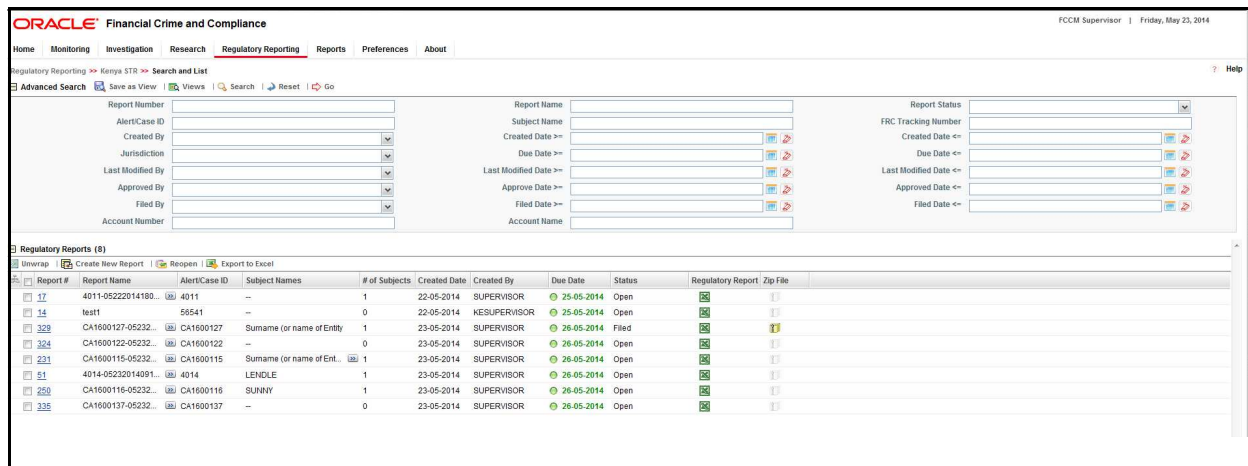 ORACLE Financial Crime and Compliance
FCCM Supervisor | Friday, May 23, 2014
Home Monitoring Investigation Research Regulatory Reporting Reports Preferences About
Regulatory Reporting >> Kenya STR >> Search and List
? Help
Advanced Search Save as View | Views | Search | Reset | Go
Report Number Report Name Report Status
Alert/Case ID Subject Name FRC Tracking Number
Created By Created Date >= Created Date <=
Jurisdiction Due Date >= Due Date <=
Last Modified By Last Modified Date >= Last Modified Date <=
Approved By Approve Date >= Approved Date <=
Filed By Filed Date >= Filed Date <=
Account Number Account Name
Regulatory Reports (8)
Unwrap | Create New Report | Reopen | Export to Excel
Report # Report Name Alert/Case ID Subject Names # of Subjects Created Date Created By Due Date Status Regulatory Report Zip File
17 4011-05222014180... >> 4011 -- 1 22-05-2014 SUPERVISOR 25-05-2014 Open
14 test1 56541 -- 0 22-05-2014 KESUPERVISOR 25-05-2014 Open
329 CA1600127-05232... >> CA1600127 Surname (or name of Entity 1 23-05-2014 SUPERVISOR 26-05-2014 Filed
324 CA1600122-05232... >> CA1600122 -- 0 23-05-2014 SUPERVISOR 26-05-2014 Open
231 CA1600115-05232... >> CA1600115 Surname (or name of Ent... >> 1 23-05-2014 SUPERVISOR 26-05-2014 Open
51 4014-05232014091... >> 4014 LENDLE 1 23-05-2014 SUPERVISOR 26-05-2014 Open
250 CA1600116-05232... >> CA1600116 SUNNY 1 23-05-2014 SUPERVISOR 26-05-2014 Open
335 CA1600137-05232... >> CA1600137 -- 0 23-05-2014 SUPERVISOR 26-05-2014 Open